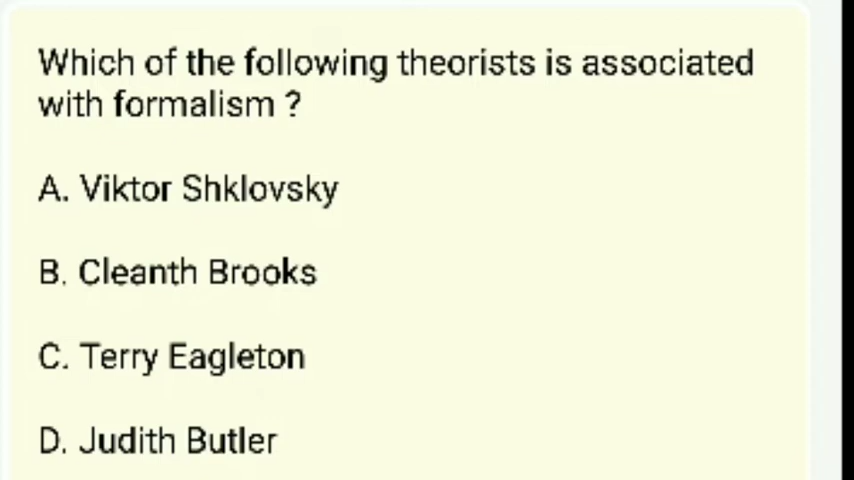 Which of the following theorists is associated
with formalism ?
A. Viktor Shklovsky
B. Cleanth Brooks
C. Terry Eagleton
D. Judith Butler